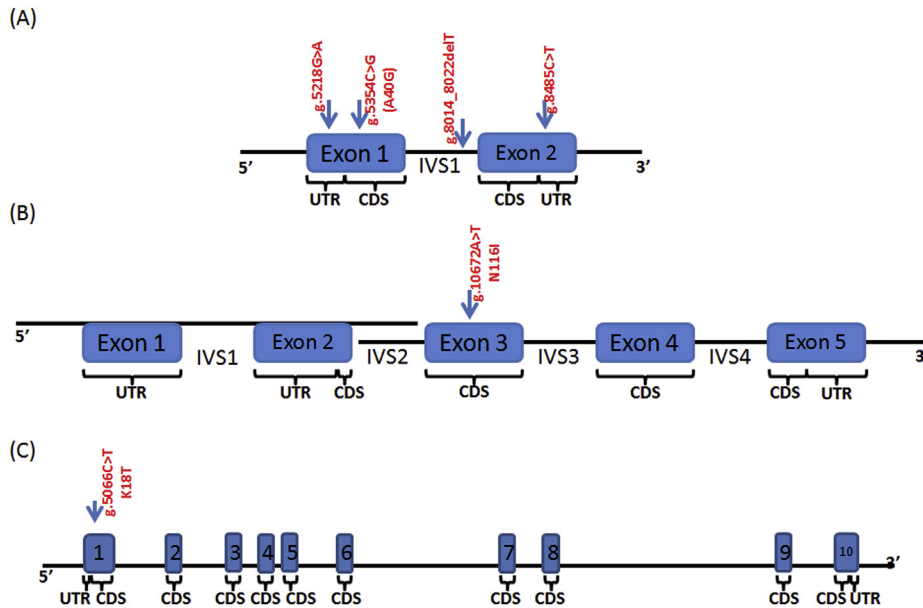 (A)
g.5218G>A
g.5354C>G
(A40G)
g.8014_8022delT
g.8485C>T
5’ Exon 1 IVS1 Exon 2 3’
UTR CDS CDS UTR
(B)
g.10672A>T
N116I
5’ Exon 1 IVS1 Exon 2 IVS2 Exon 3 IVS3 Exon 4 IVS4 Exon 5 3’
UTR UTR CDS CDS CDS CDS UTR
(C)
g.5066C>T
K18T
5’ 1 2 3 4 5 6 7 8 9 10 3’
UTR CDS CDS CDS CDS CDS CDS CDS CDS CDS CDS UTR